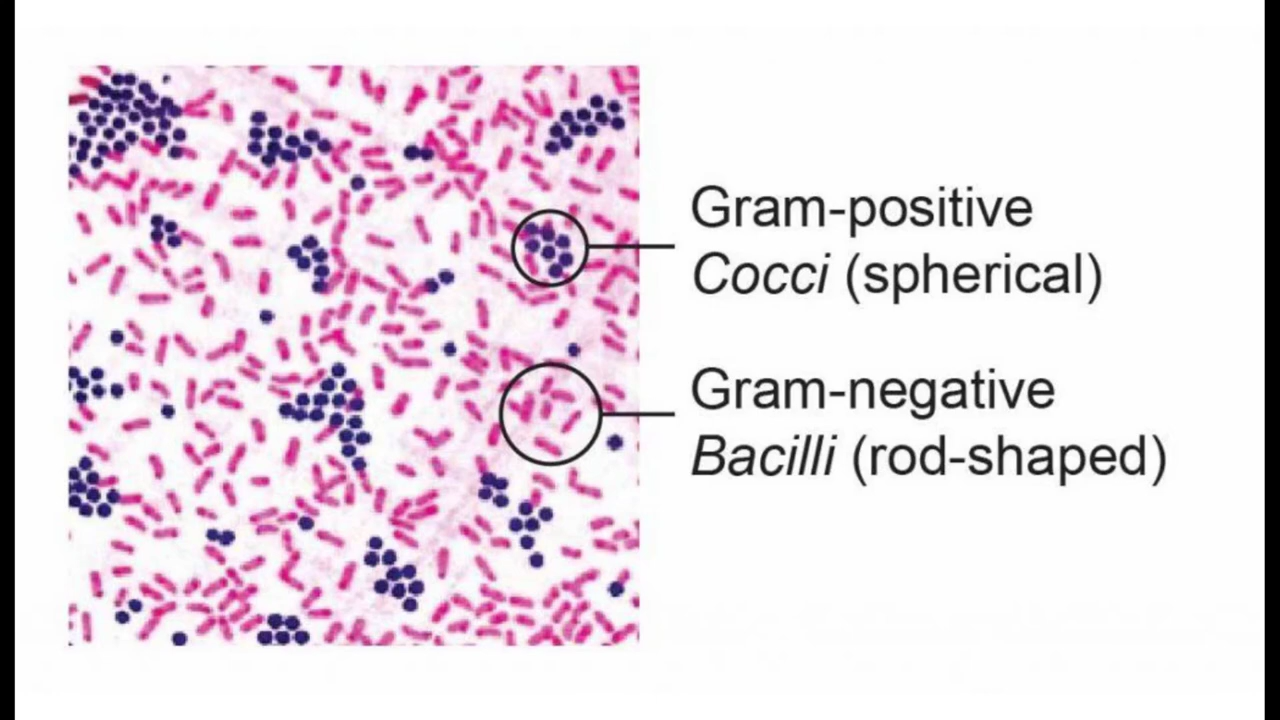 Gram-positive
Cocci (spherical)
Gram-negative
Bacilli (rod-shaped)